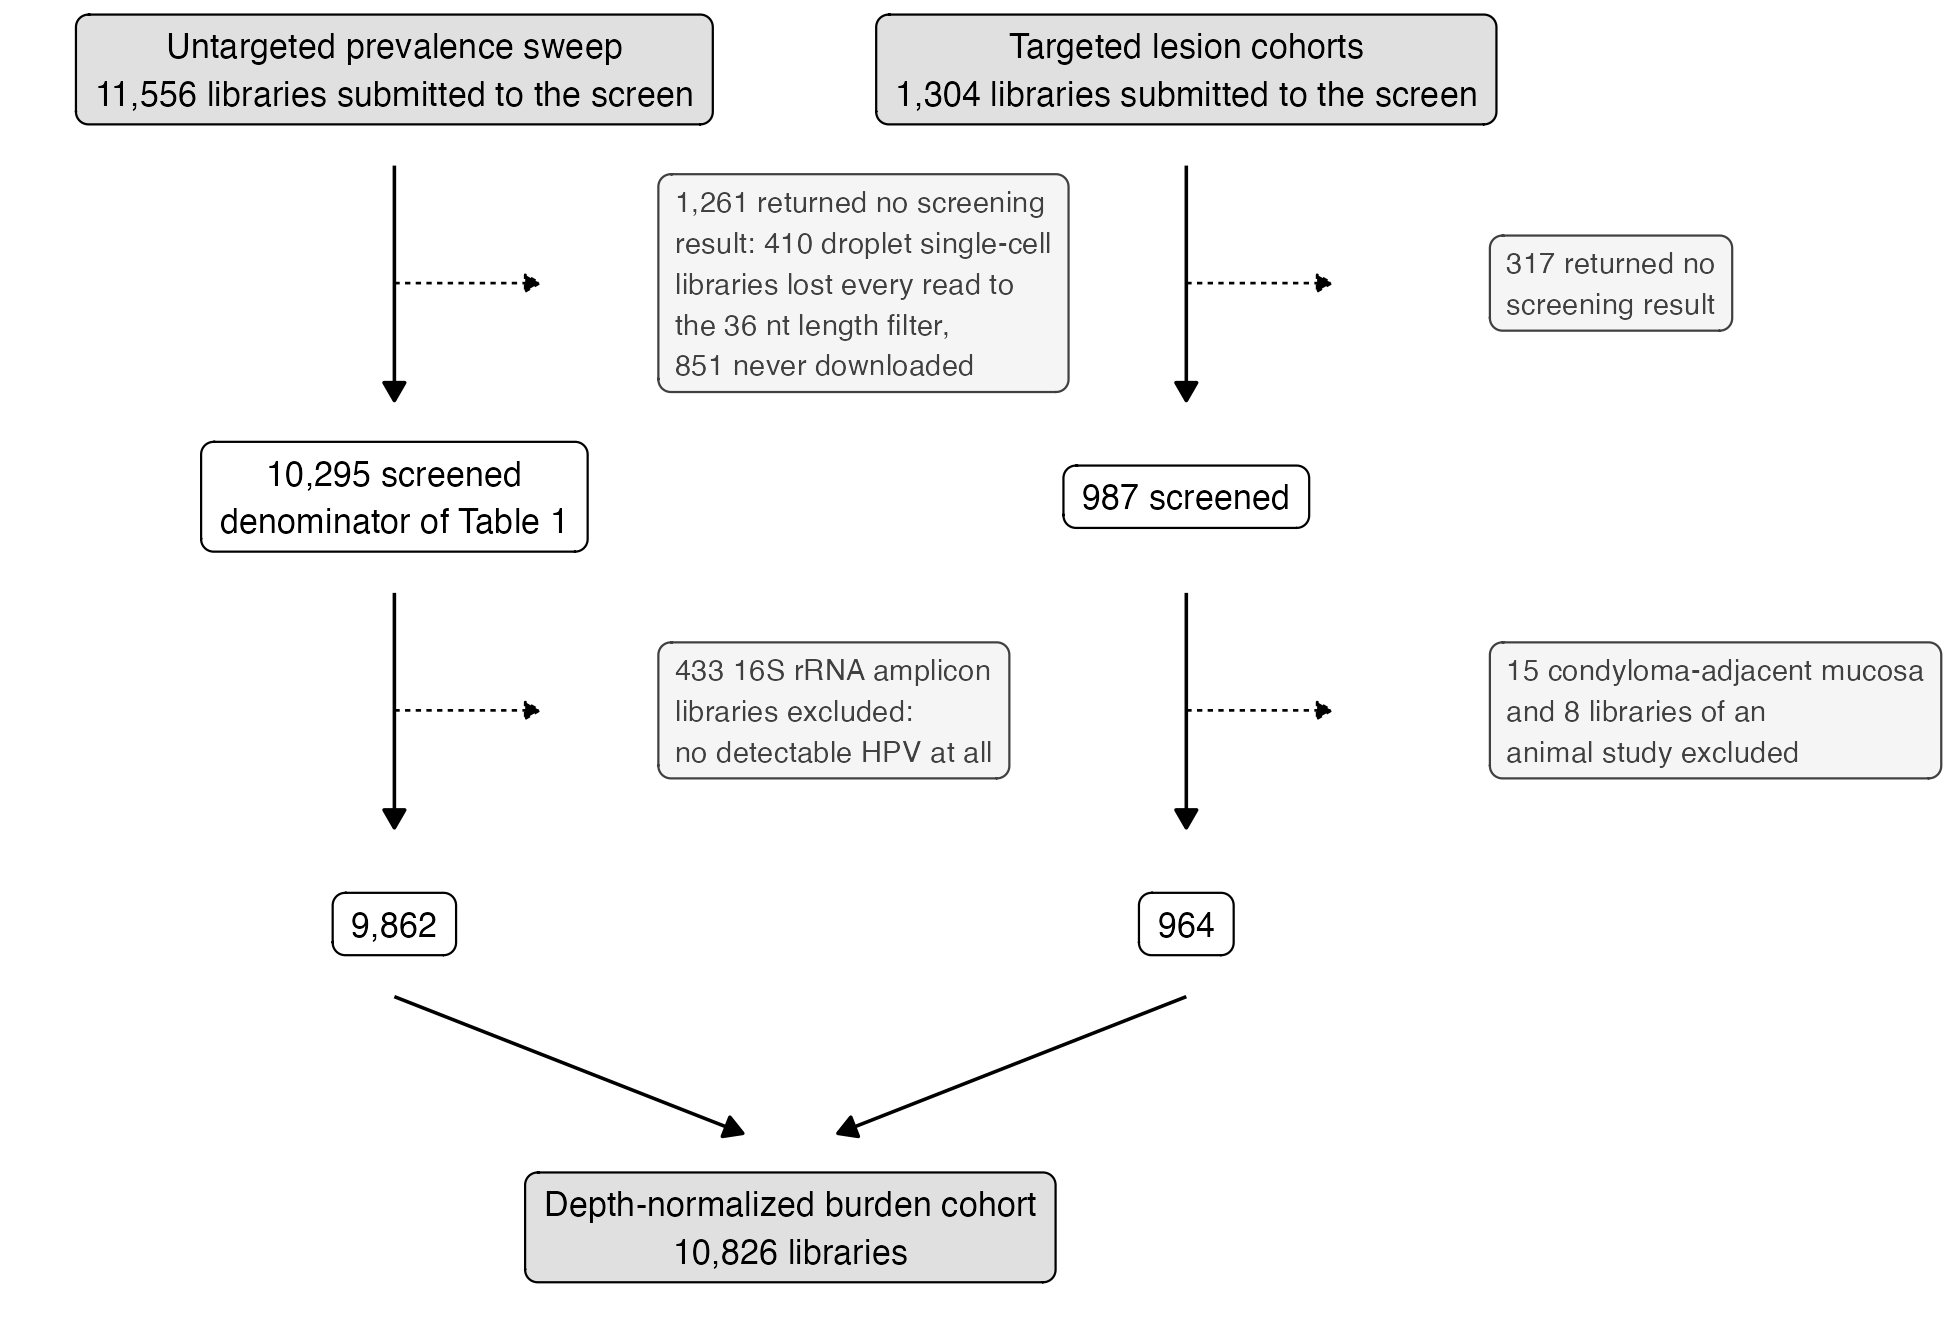 Untargeted prevalence sweep
11,556 libraries submitted to the screen
Targeted lesion cohorts
1,304 libraries submitted to the screen
1,261 returned no screening
result: 410 droplet single-cell
libraries lost every read to
the 36 nt length filter,
851 never downloaded
317 returned no
screening result
10,295 screened
denominator of Table 1
987 screened
433 16S rRNA amplicon
libraries excluded:
no detectable HPV at all
15 condyloma-adjacent mucosa
and 8 libraries of an
animal study excluded
9,862
964
Depth-normalized burden cohort
10,826 libraries